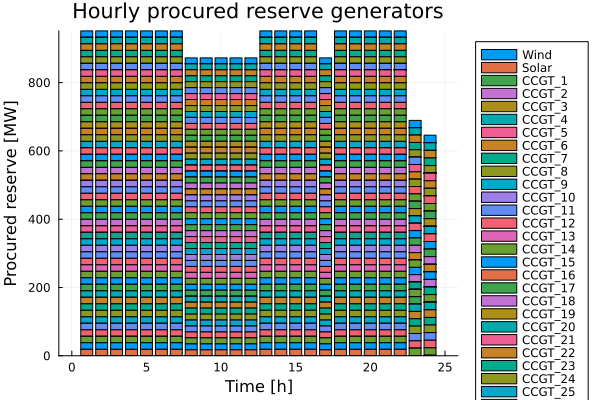 Hourly procured reserve generators
Procured reserve [MW]
800
600
400
200
0
0 5 10 15 20 25
Time [h]
Wind
Solar
CCGT_1
CCGT_2
CCGT_3
CCGT_4
CCGT_5
CCGT_6
CCGT_7
CCGT_8
CCGT_9
CCGT_10
CCGT_11
CCGT_12
CCGT_13
CCGT_14
CCGT_15
CCGT_16
CCGT_17
CCGT_18
CCGT_19
CCGT_20
CCGT_21
CCGT_22
CCGT_23
CCGT_24
CCGT_25